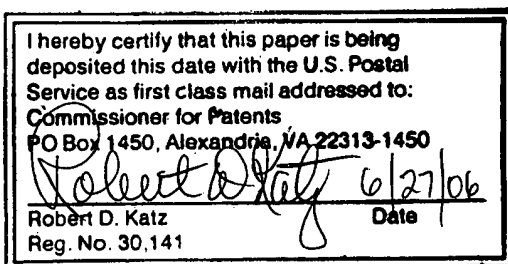 I hereby certify that this paper is being
deposited this date with the U.S. Postal
Service as first class mail addressed to:
Commissioner for Patents
PO Box 1450, Alexandria, VA 22313-1450
Robert D Katz 6/27/06
Robert D. Katz Date
Reg. No. 30,141